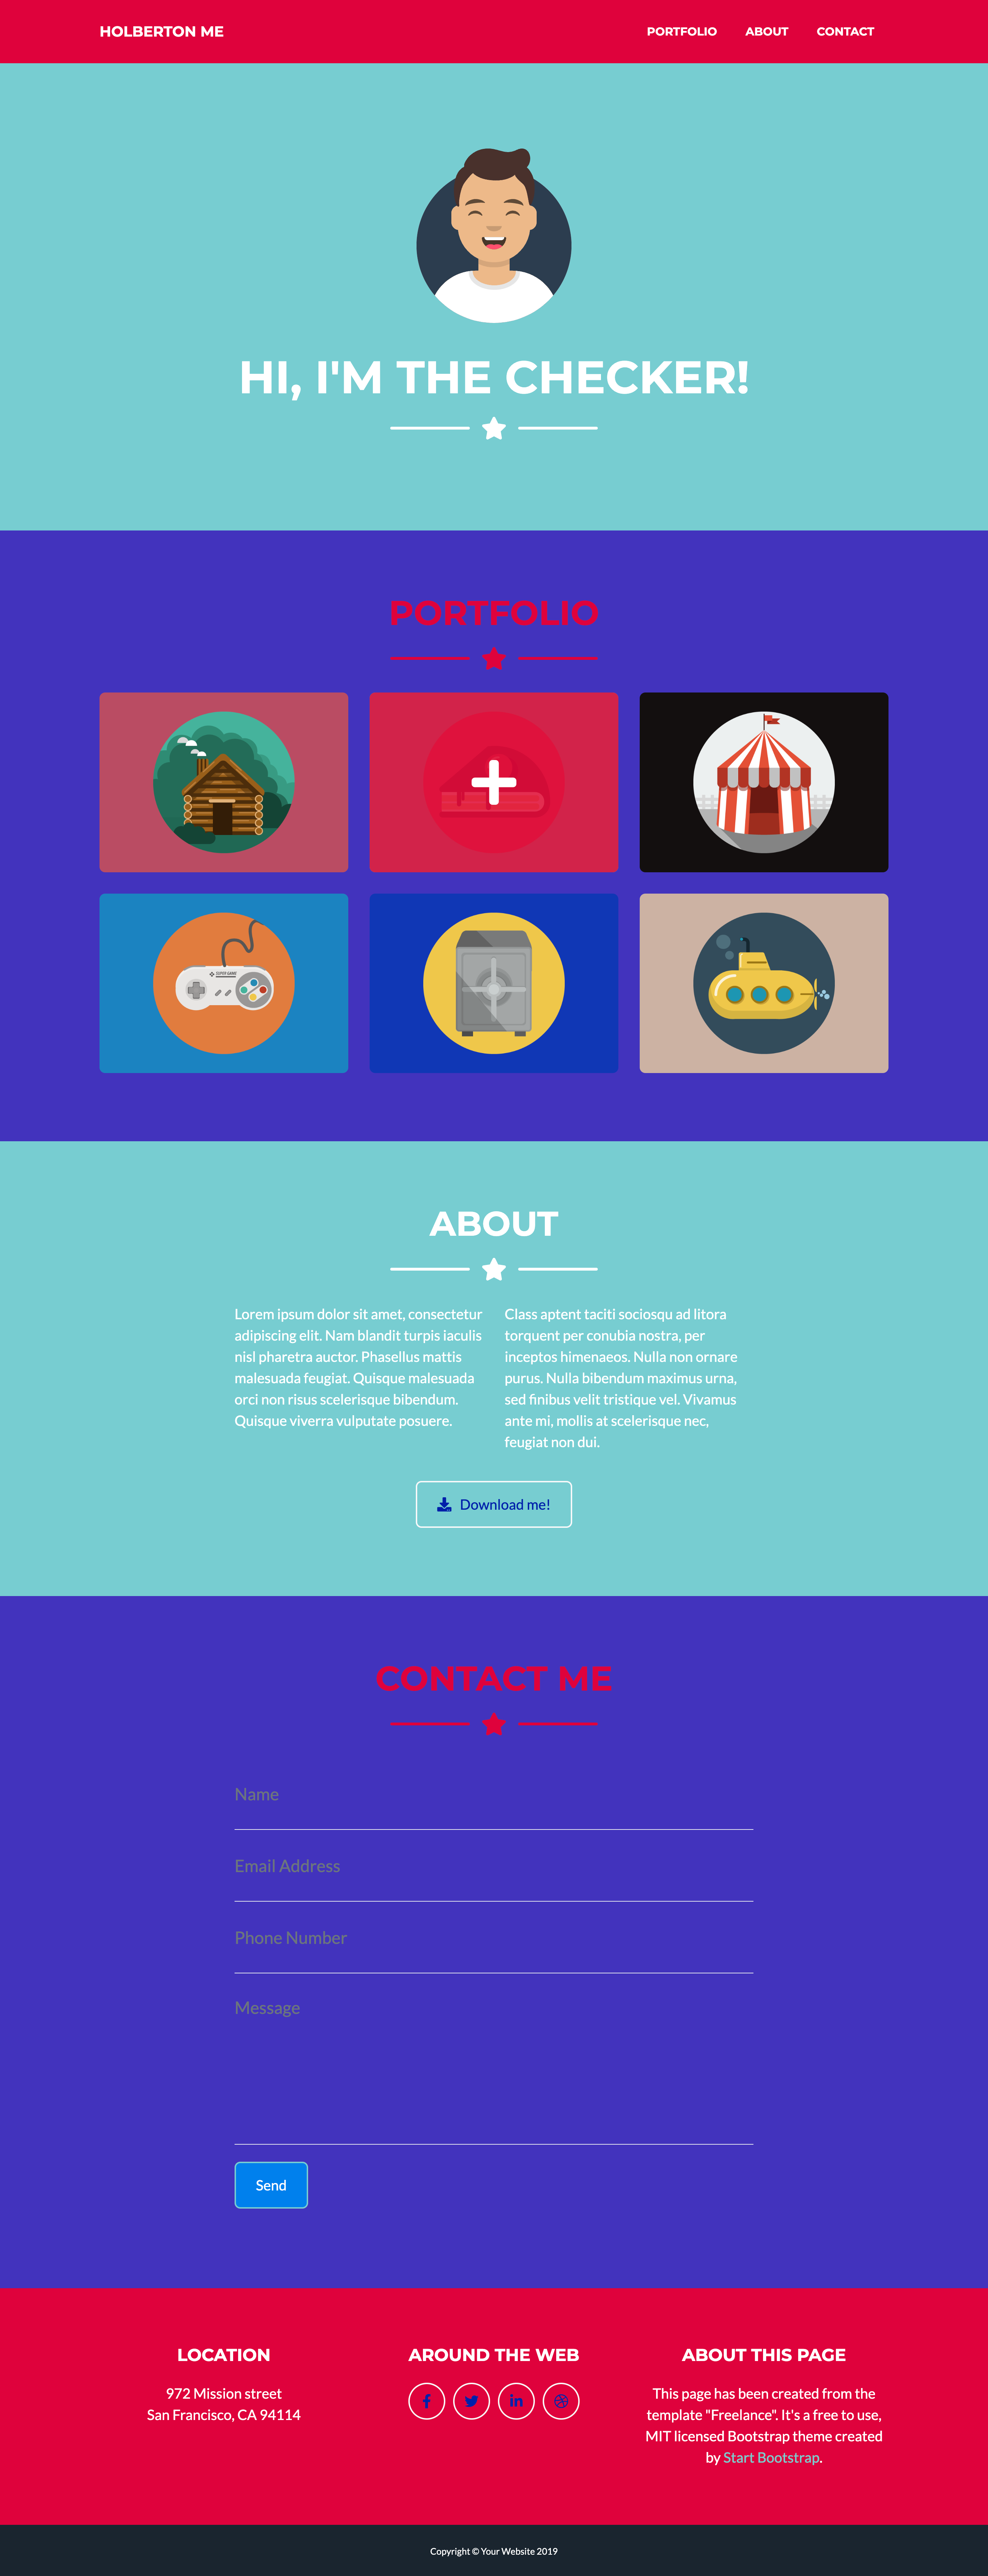 HOLBERTON ME
PORTFOLIO ABOUT CONTACT
HI, I'M THE CHECKER!
PORTFOLIO
SUPER GAME
ABOUT
Lorem ipsum dolor sit amet, consectetur
adipiscing elit. Nam blandit turpis iaculis
nisl pharetra auctor. Phasellus mattis
malesuada feugiat. Quisque malesuada
orci non risus scelerisque bibendum.
Quisque viverra vulputate posuere.
Class aptent taciti sociosqu ad litora
torquent per conubia nostra, per
inceptos himenaeos. Nulla non ornare
purus. Nulla bibendum maximus urna,
sed finibus velit tristique vel. Vivamus
ante mi, mollis at scelerisque nec,
feugiat non dui.
Download me!
CONTACT ME
Name
Email Address
Phone Number
Message
Send
LOCATION
972 Mission street
San Francisco, CA 94114
AROUND THE WEB
ABOUT THIS PAGE
This page has been created from the
template "Freelance". It's a free to use,
MIT licensed Bootstrap theme created
by Start Bootstrap.
Copyright © Your Website 2019